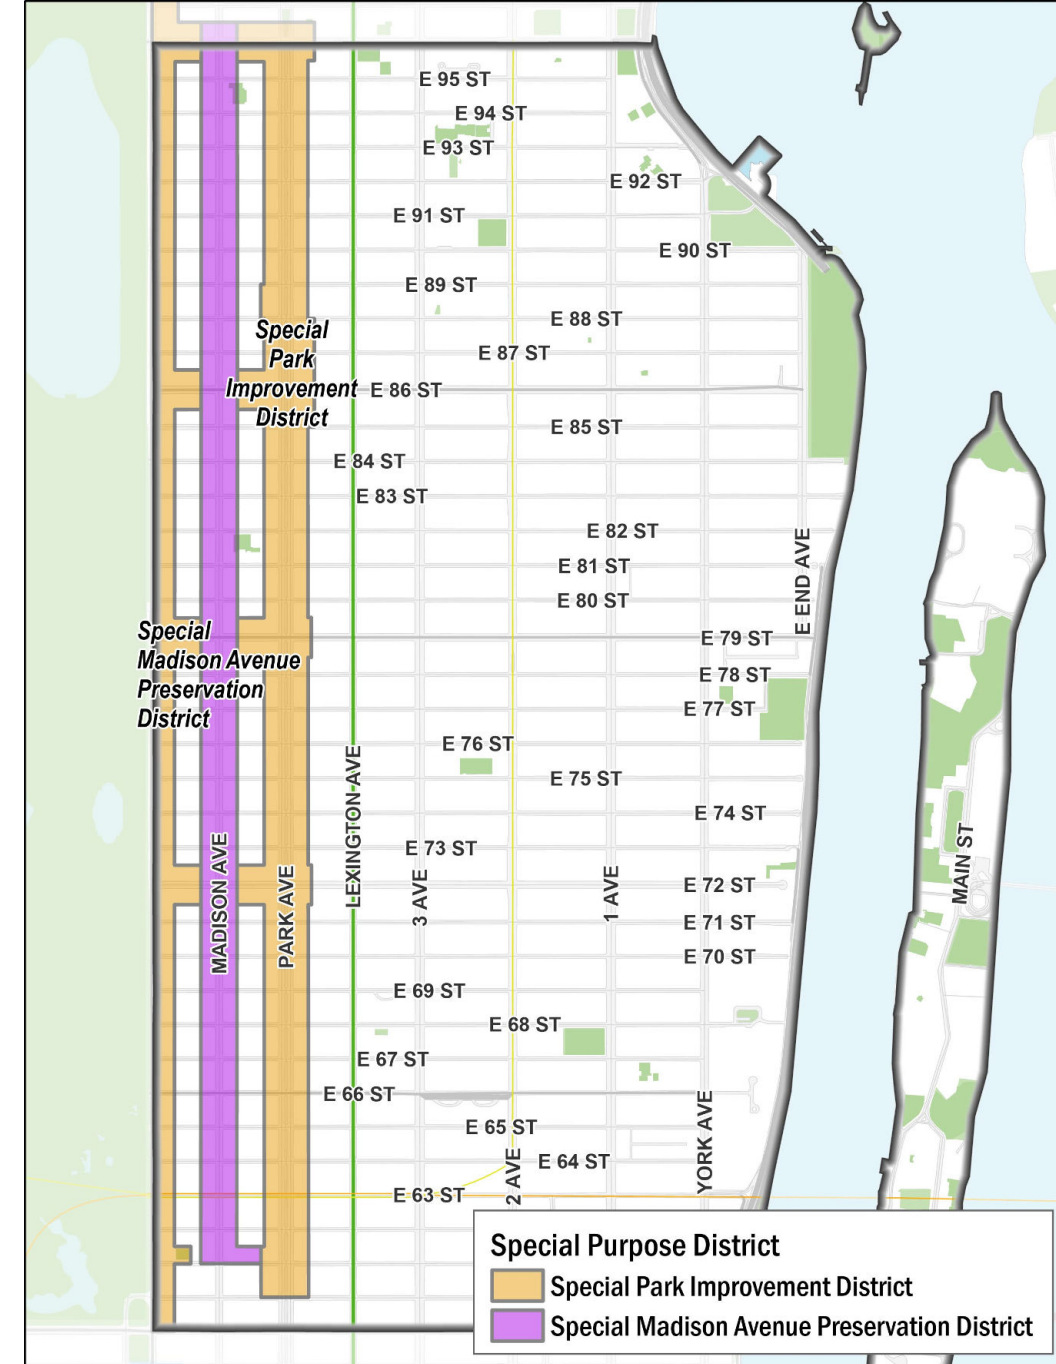 E 95 ST
E 94 ST
E 93 ST
E 92 ST
E 91 ST
E 90 ST
E 89 ST
E 88 ST
Special
Park
Improvement
District
E 87 ST
E 86 ST
E 85 ST
E 84 ST
E 83 ST
E 82 ST
E 81 ST
E 80 ST
E END AVE
Special
Madison Avenue
Preservation
District
E 79 ST
E 78 ST
E 77 ST
E 76 ST
E 75 ST
E 74 ST
E 73 ST
E 72 ST
E 71 ST
E 70 ST
MADISON AVE
PARK AVE
LEXINGTON AVE
3 AVE
1 AVE
MAIN ST
E 69 ST
E 68 ST
E 67 ST
E 66 ST
E 65 ST
E 64 ST
E 63 ST
2 AVE
YORK AVE
Special Purpose District
Special Park Improvement District
Special Madison Avenue Preservation District